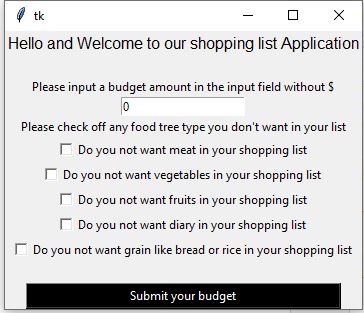 tk
Hello and Welcome to our shopping list Application
Please input a budget amount in the input field without $
0
Please check off any food tree type you don't want in your list
Do you not want meat in your shopping list
Do you not want vegetables in your shopping list
Do you not want fruits in your shopping list
Do you not want diary in your shopping list
Do you not want grain like bread or rice in your shopping list
Submit your budget